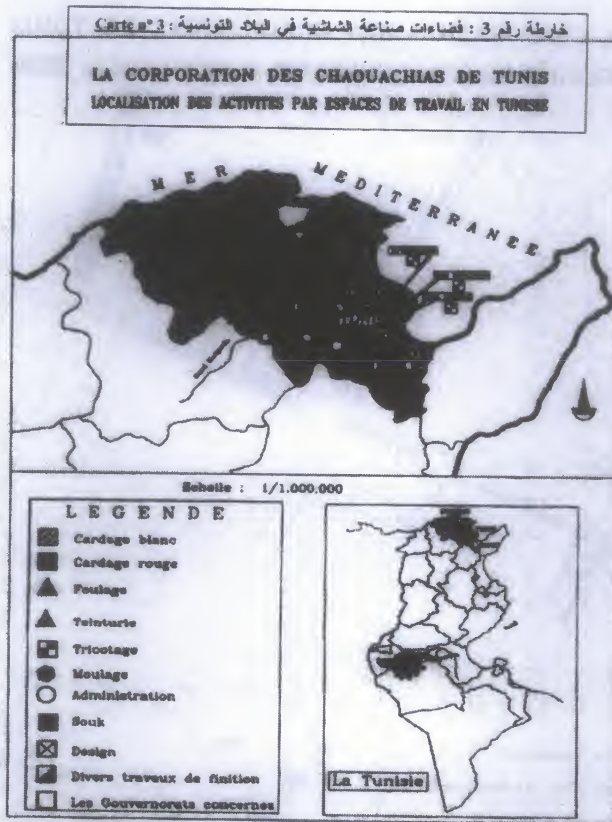 خارطة رقم 3 : فضاءات صناعة الشاشية في البلاد التونسية : Carte n° 3
LA CORPORATION DES CHAOUACHIAS DE TUNIS
LOCALISATION DES ACTIVITES PAR ESPACES DE TRAVAIL EN TUNISIE
MER MEDITERRANEE
Echelle : 1/1.000.000
LEGENDE
Cardage blanc
Cardage rouge
Foulage
Teinturie
Tricotage
Moulage
Administration
Souk
Design
Divers travaux de finition
Les Gouvernorats concernes
La Tunisie